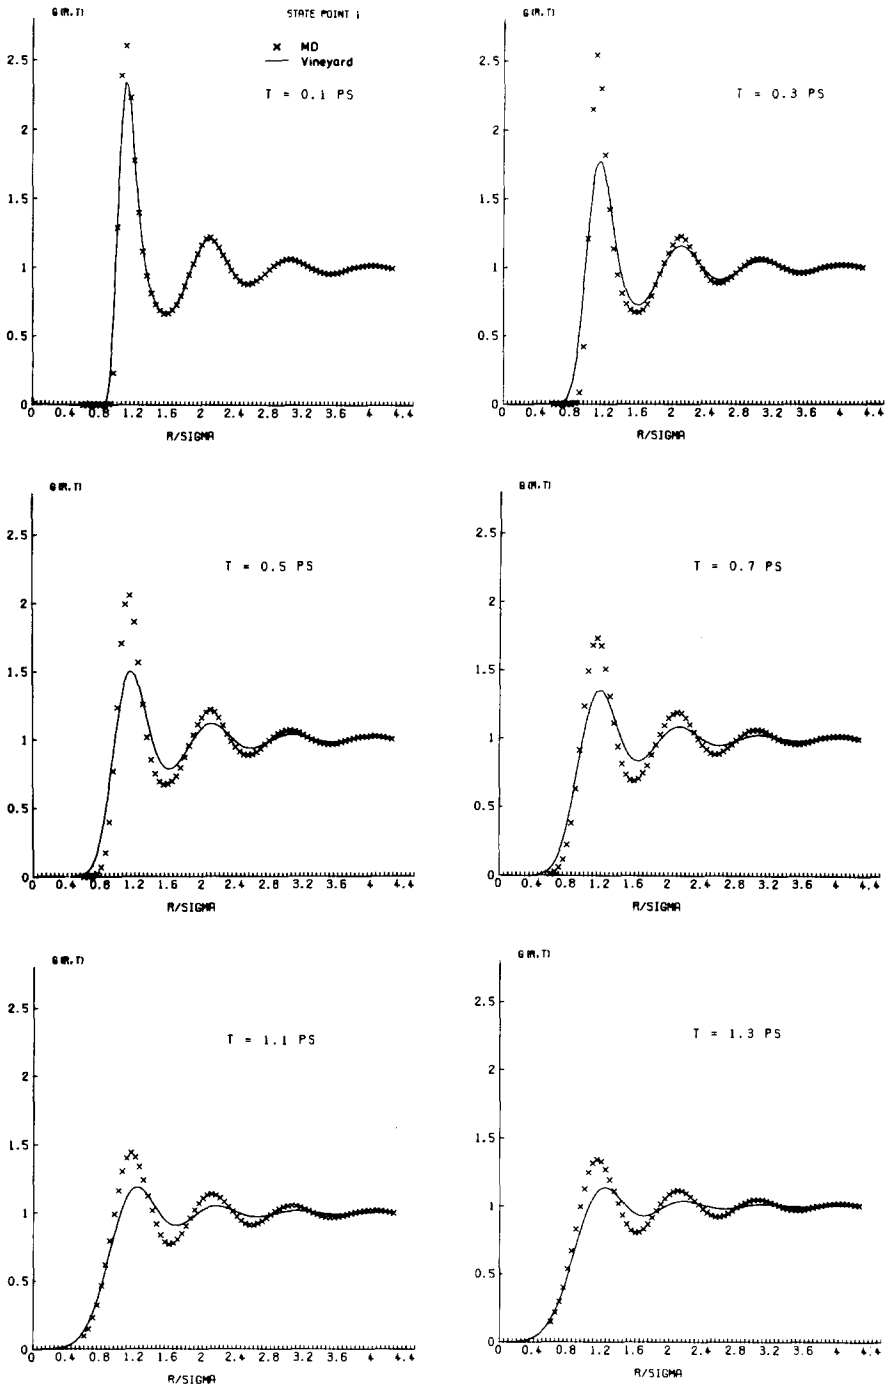 G(R,T)
STATE POINT 1
× MD
— Vineyard
T = 0.1 PS
2.5
2
1.5
1
0.5
0
0 0.4 0.8 1.2 1.6 2 2.4 2.8 3.2 3.6 4 4.4
R/SIGMA
G(R,T)
T = 0.3 PS
2.5
2
1.5
1
0.5
0
0 0.4 0.8 1.2 1.6 2 2.4 2.8 3.2 3.6 4 4.4
R/SIGMA
G(R,T)
T = 0.5 PS
2.5
2
1.5
1
0.5
0
0 0.4 0.8 1.2 1.6 2 2.4 2.8 3.2 3.6 4 4.4
R/SIGMA
G(R,T)
T = 0.7 PS
2.5
2
1.5
1
0.5
0
0 0.4 0.8 1.2 1.6 2 2.4 2.8 3.2 3.6 4 4.4
R/SIGMA
G(R,T)
T = 1.1 PS
2.5
2
1.5
1
0.5
0
0 0.4 0.8 1.2 1.6 2 2.4 2.8 3.2 3.6 4 4.4
R/SIGMA
G(R,T)
T = 1.3 PS
2.5
2
1.5
1
0.5
0
0 0.4 0.8 1.2 1.6 2 2.4 2.8 3.2 3.6 4 4.4
R/SIGMA